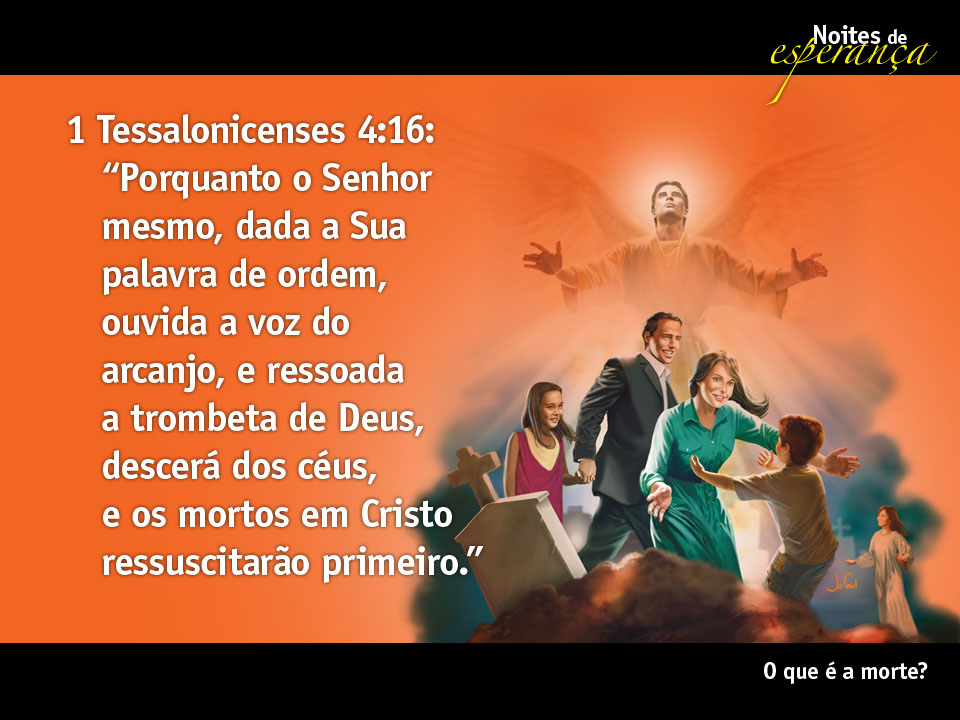 Noites de
esperança
1 Tessalonicenses 4:16:
“Porquanto o Senhor
mesmo, dada a Sua
palavra de ordem,
ouvida a voz do
arcanjo, e ressoada
a trombeta de Deus,
descerá dos céus,
e os mortos em Cristo
ressuscitarão primeiro.”
O que é a morte?